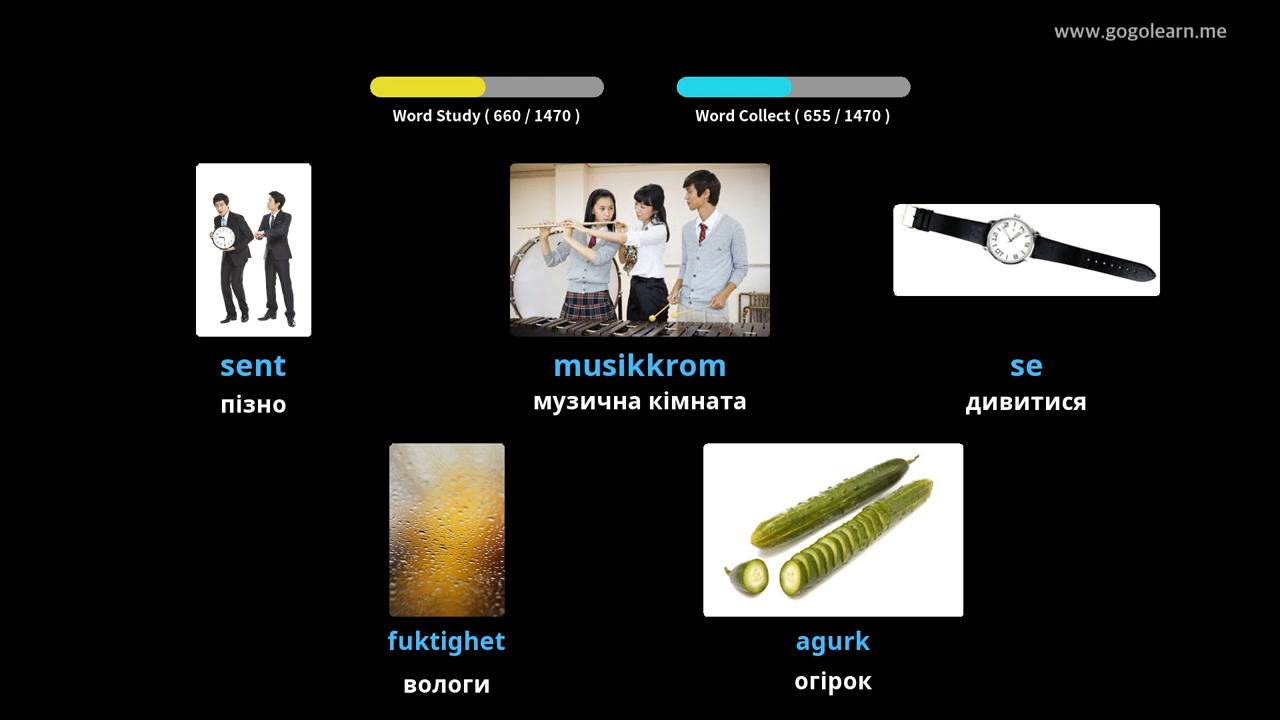 www.gogolearn.me
Word Study ( 660 / 1470 )
Word Collect ( 655 / 1470 )
sent
пізно
musikkrom
музична кімната
se
дивитися
fuktighet
вологи
agurk
огірок